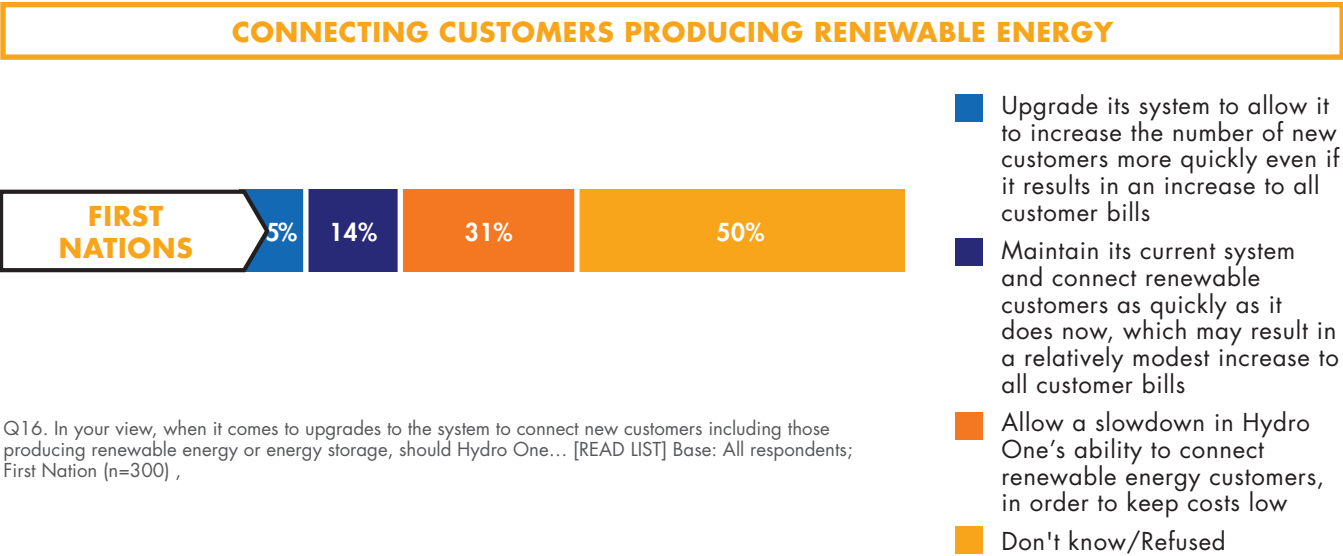 CONNECTING CUSTOMERS PRODUCING RENEWABLE ENERGY
FIRST
NATIONS
5%
14%
31%
50%
Upgrade its system to allow it
to increase the number of new
customers more quickly even if
it results in an increase to all
customer bills
Maintain its current system
and connect renewable
customers as quickly as it
does now, which may result in
a relatively modest increase to
all customer bills
Allow a slowdown in Hydro
One’s ability to connect
renewable energy customers,
in order to keep costs low
Don't know/Refused
Q16. In your view, when it comes to upgrades to the system to connect new customers including those
producing renewable energy or energy storage, should Hydro One… [READ LIST] Base: All respondents;
First Nation (n=300) ,